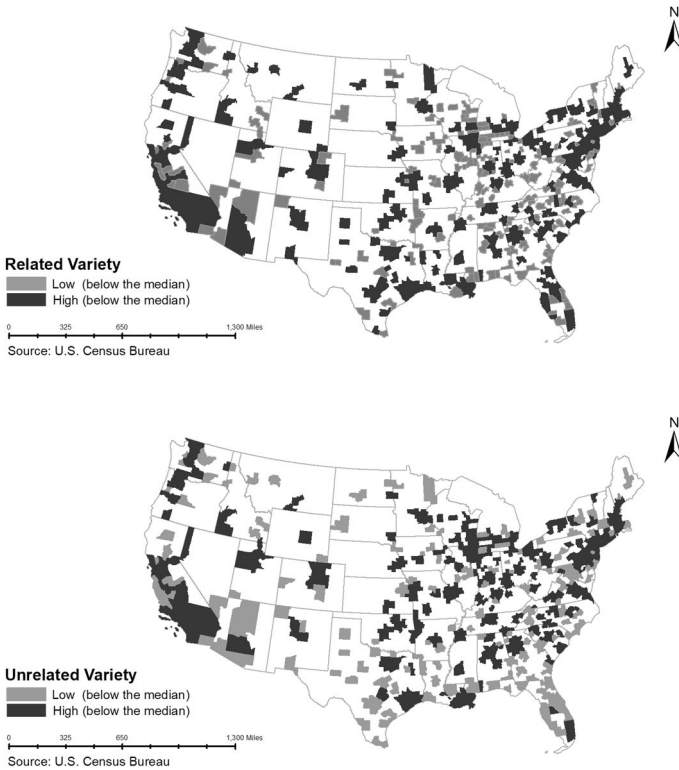 N
Related Variety
Low (below the median)
High (below the median)
0 325 650 1,300 Miles
Source: U.S. Census Bureau
N
Unrelated Variety
Low (below the median)
High (below the median)
0 325 650 1,300 Miles
Source: U.S. Census Bureau